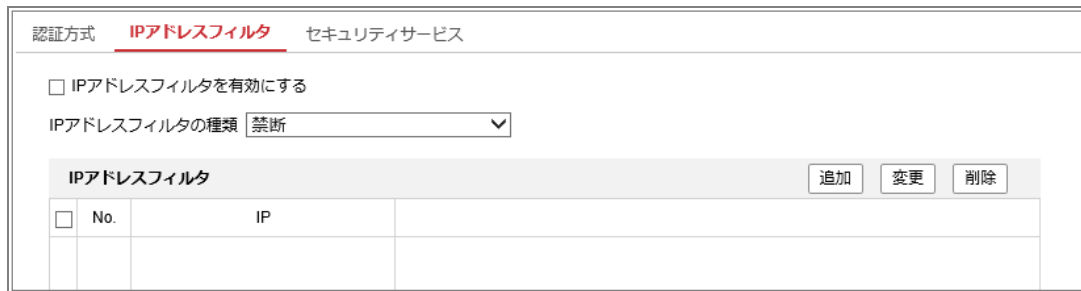 認証方式 IPアドレスフィルタ セキュリティサービス
IPアドレスフィルタを有効にする
IPアドレスフィルタの種類 禁断
IPアドレスフィルタ 追加 変更 削除
No. IP